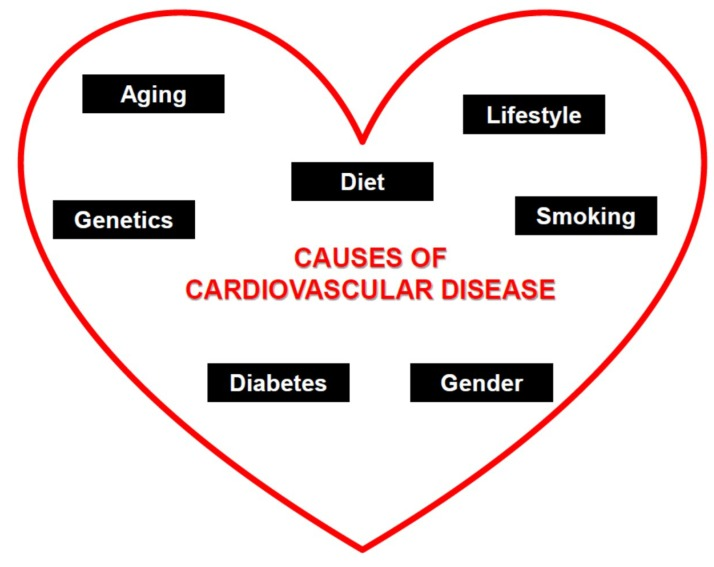 Aging
Lifestyle
Diet
Genetics
Smoking
CAUSES OF
CARDIOVASCULAR DISEASE
Diabetes
Gender